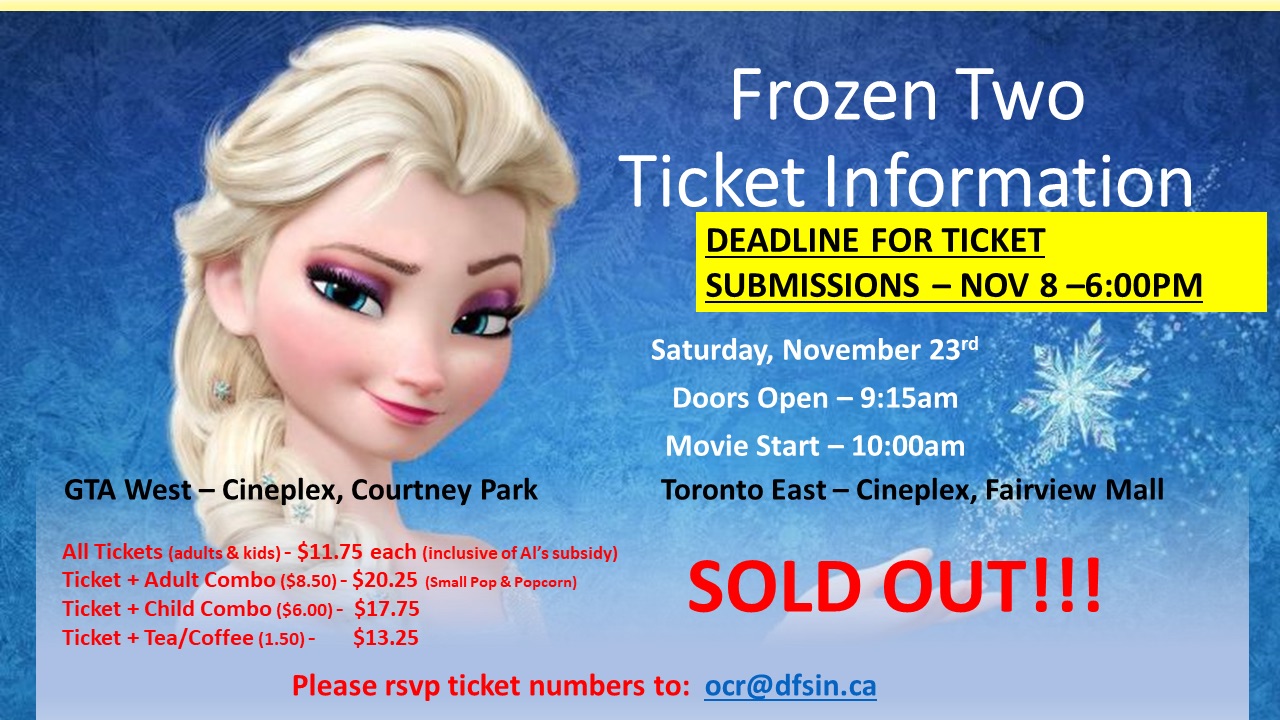 Frozen Two
Ticket Information
DEADLINE FOR TICKET
SUBMISSIONS – NOV 8 –6:00PM
Saturday, November 23rd
Doors Open – 9:15am
Movie Start – 10:00am
GTA West – Cineplex, Courtney Park
Toronto East – Cineplex, Fairview Mall
All Tickets (adults & kids) - $11.75 each (inclusive of Al’s subsidy)
Ticket + Adult Combo ($8.50) - $20.25 (Small Pop & Popcorn)
Ticket + Child Combo ($6.00) - $17.75
Ticket + Tea/Coffee (1.50) - $13.25
SOLD OUT!!!
Please rsvp ticket numbers to: ocr@dfsin.ca